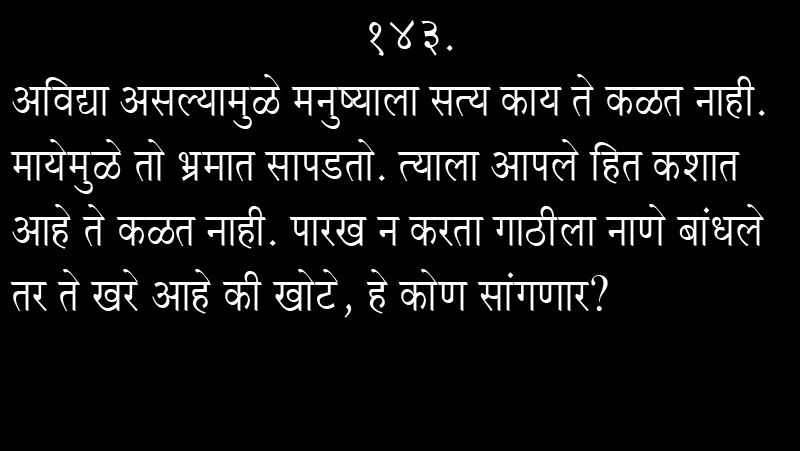 १४३.
अविद्या असल्यामुळे मनुष्याला सत्य काय ते कळत नाही.
मायेमुळे तो भ्रमात सापडतो. त्याला आपले हित कशात
आहे ते कळत नाही. पारख न करता गाठीला नाणे बांधले
तर ते खरे आहे की खोटे, हे कोण सांगणार?